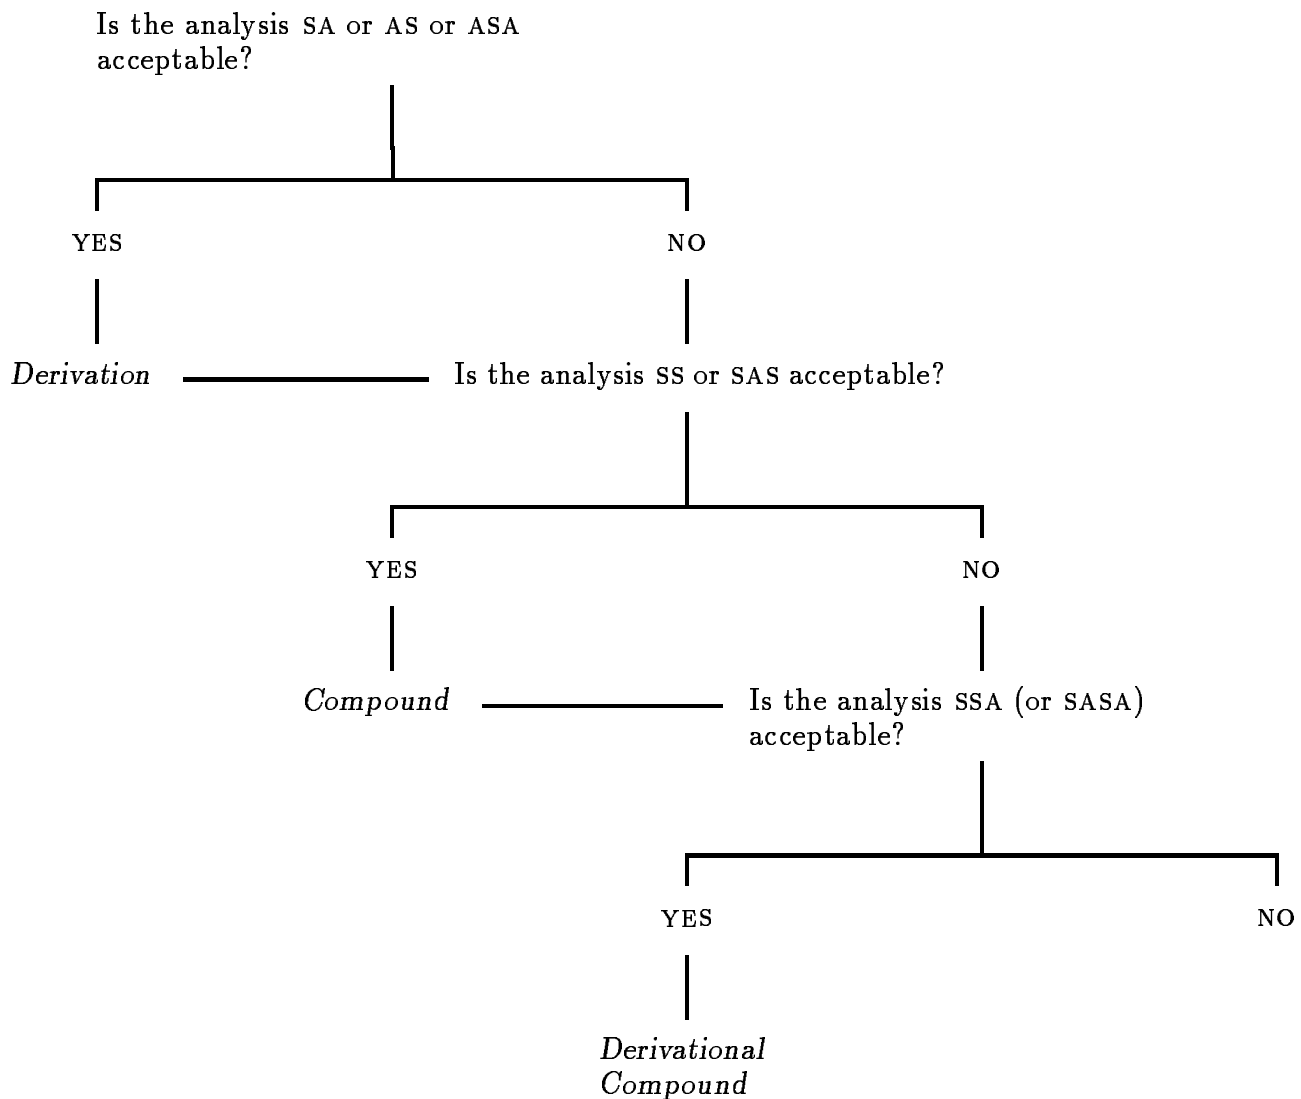 Is the analysis SA or AS or ASA
acceptable?
YES
NO
Derivation
Is the analysis SS or SAS acceptable?
YES
NO
Compound
Is the analysis SSA (or SASA)
acceptable?
YES
NO
Derivational
Compound